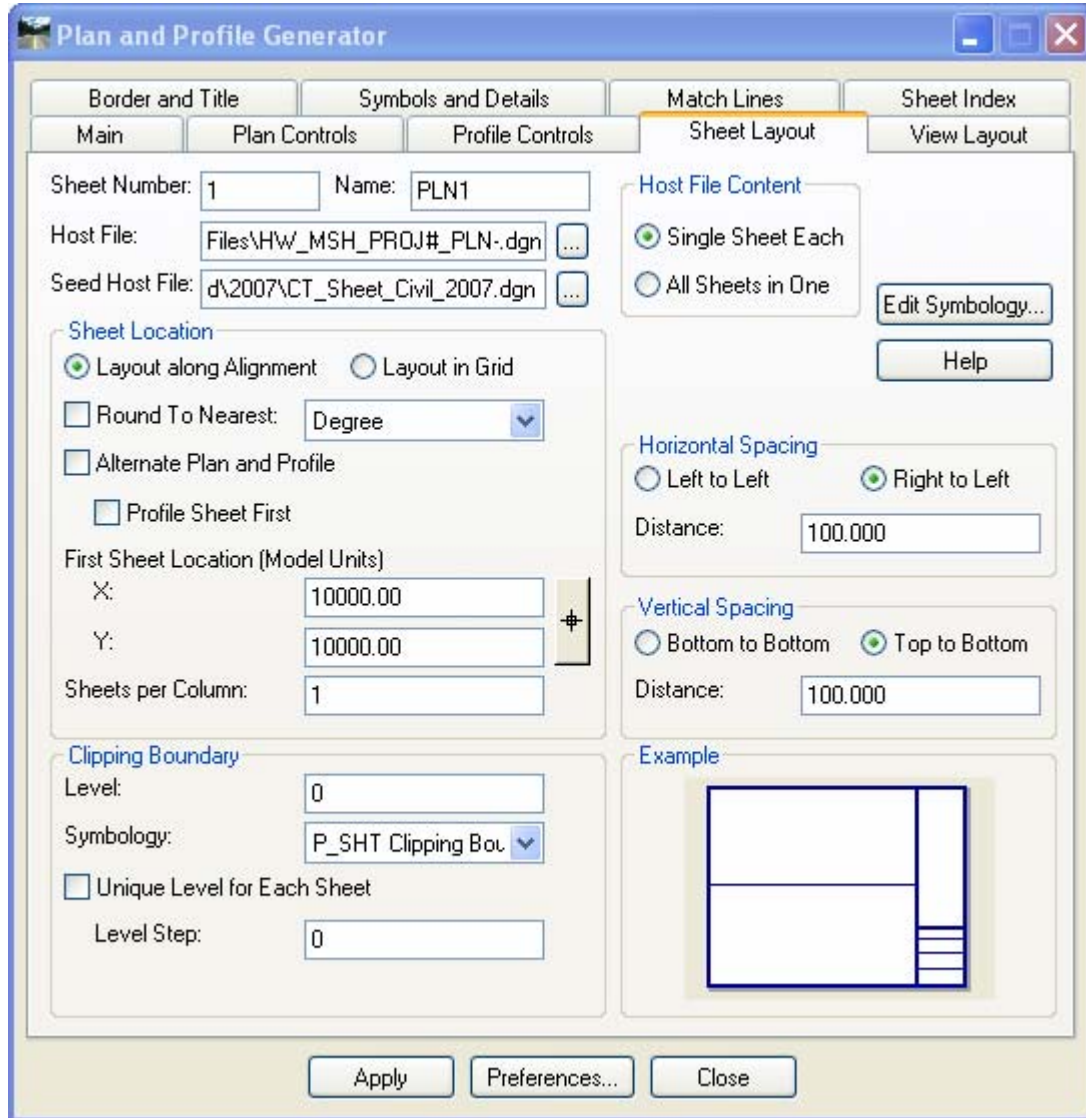 Plan and Profile Generator
Border and Title
Symbols and Details
Match Lines
Sheet Index
Main
Plan Controls
Profile Controls
Sheet Layout
View Layout
Sheet Number: 1 Name: PLN1
Host File: Files\HW_MSH_PROJ#_PLN-.dgn ...
Seed Host File: d\2007\CT_Sheet_Civil_2007.dgn ...
Host File Content
Single Sheet Each
All Sheets in One
Edit Symbology...
Help
Sheet Location
Layout along Alignment Layout in Grid
Round To Nearest: Degree
Alternate Plan and Profile
Profile Sheet First
First Sheet Location (Model Units)
X: 10000.00
Y: 10000.00
Sheets per Column: 1
Horizontal Spacing
Left to Left Right to Left
Distance: 100.000
Vertical Spacing
Bottom to Bottom Top to Bottom
Distance: 100.000
Clipping Boundary
Level: 0
Symbology: P_SHT Clipping Bou
Unique Level for Each Sheet
Level Step: 0
Example
Apply Preferences... Close